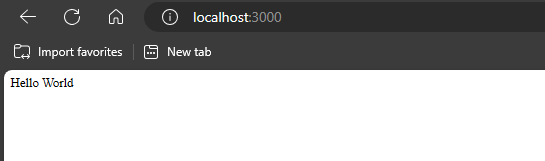 localhost:3000
Import favorites
New tab
Hello World